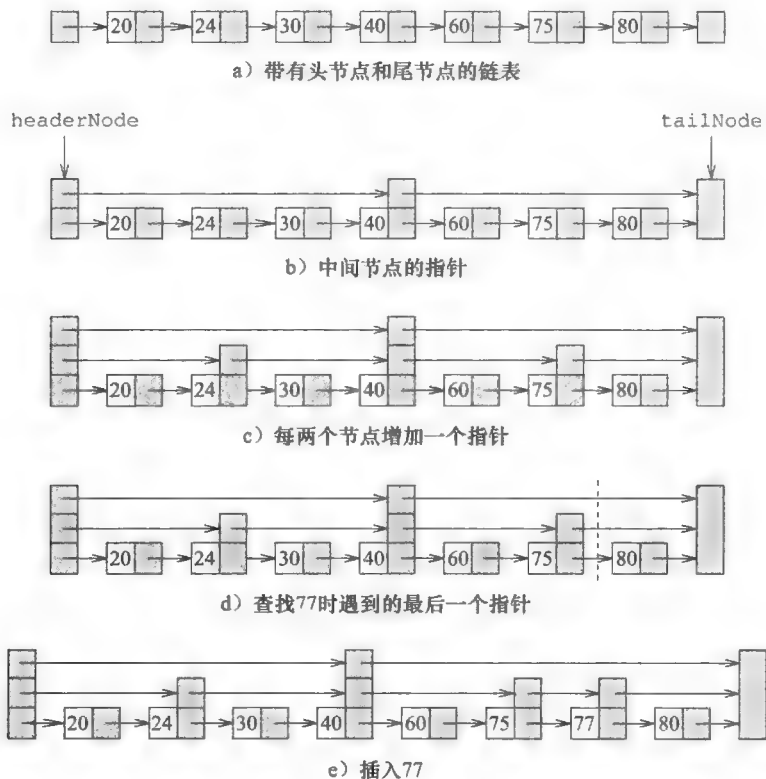 20 24 30 40 60 75 80
a）带有头节点和尾节点的链表
headerNode tailNode
20 24 30 40 60 75 80
b）中间节点的指针
20 24 30 40 60 75 80
c）每两个节点增加一个指针
20 24 30 40 60 75 80
d）查找77时遇到的最后一个指针
20 24 30 40 60 75 77 80
e）插入77